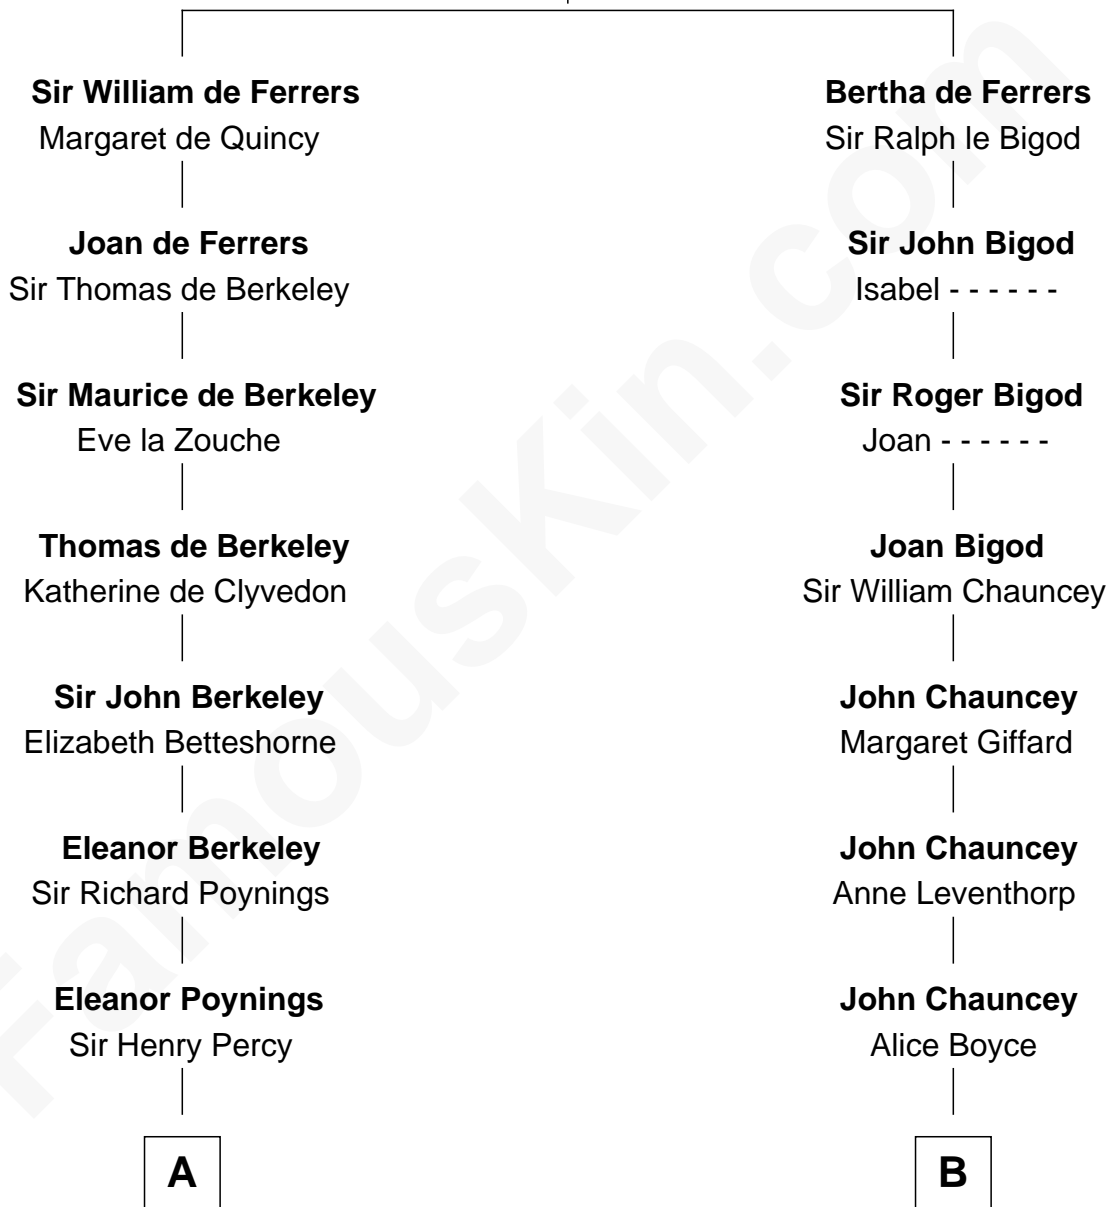 Sir William de Ferrers
Margaret de Quincy
Joan de Ferrers
Sir Thomas de Berkeley
Sir Maurice de Berkeley
Eve la Zouche
Thomas de Berkeley
Katherine de Clyvedon
Sir John Berkeley
Elizabeth Betteshorne
Eleanor Berkeley
Sir Richard Poynings
Eleanor Poynings
Sir Henry Percy
A
Bertha de Ferrers
Sir Ralph le Bigod
Sir John Bigod
Isabel - - - - - -
Sir Roger Bigod
Joan - - - - - -
Joan Bigod
Sir William Chauncey
John Chauncey
Margaret Giffard
John Chauncey
Anne Leventhorp
John Chauncey
Alice Boyce
B
FamousKin.com